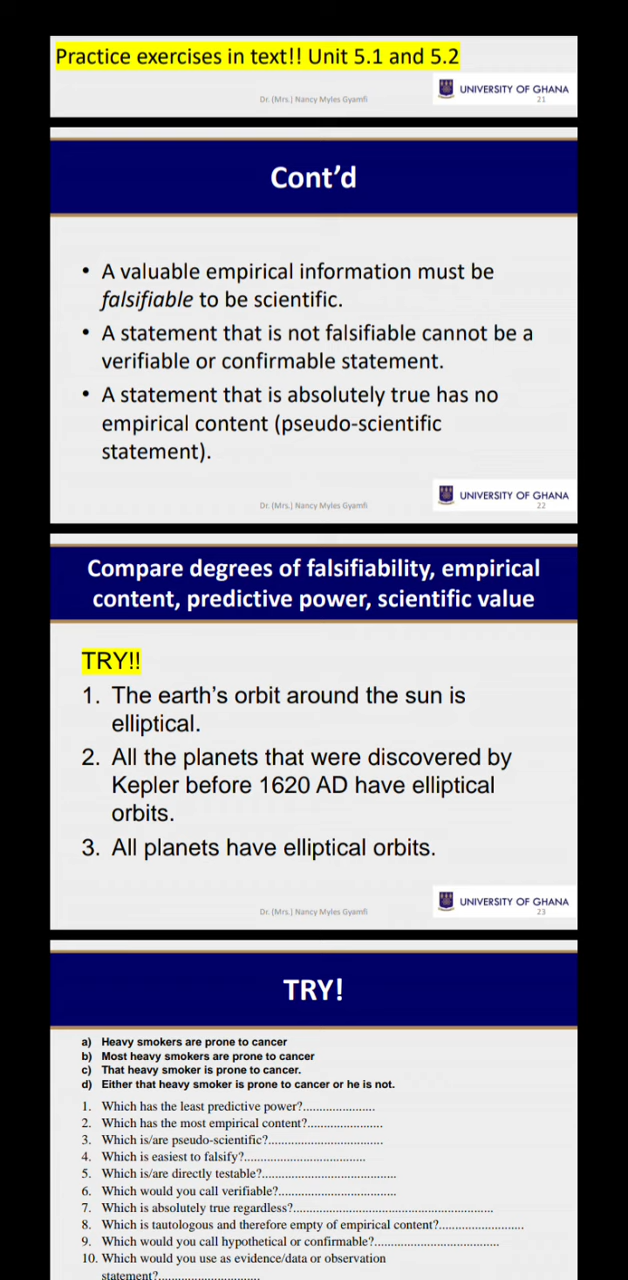 Practice exercises in text!! Unit 5.1 and 5.2
UNIVERSITY OF GHANA
Dr. (Mrs.) Nancy Myles Gyamfi
21
Cont’d
• A valuable empirical information must be
falsifiable to be scientific.
• A statement that is not falsifiable cannot be a
verifiable or confirmable statement.
• A statement that is absolutely true has no
empirical content (pseudo-scientific
statement).
UNIVERSITY OF GHANA
Dr. (Mrs.) Nancy Myles Gyamfi
22
Compare degrees of falsifiability, empirical
content, predictive power, scientific value
TRY!!
1. The earth’s orbit around the sun is
elliptical.
2. All the planets that were discovered by
Kepler before 1620 AD have elliptical
orbits.
3. All planets have elliptical orbits.
UNIVERSITY OF GHANA
Dr. (Mrs.) Nancy Myles Gyamfi
23
TRY!
a) Heavy smokers are prone to cancer
b) Most heavy smokers are prone to cancer
c) That heavy smoker is prone to cancer.
d) Either that heavy smoker is prone to cancer or he is not.
1. Which has the least predictive power?......................
2. Which has the most empirical content?.......................
3. Which is/are pseudo-scientific?..................................
4. Which is easiest to falsify?....................................
5. Which is/are directly testable?........................................
6. Which would you call verifiable?...................................
7. Which is absolutely true regardless?...........................................................
8. Which is tautologous and therefore empty of empirical content?.........................
9. Which would you call hypothetical or confirmable?.....................................
10. Which would you use as evidence/data or observation
statement?..............................